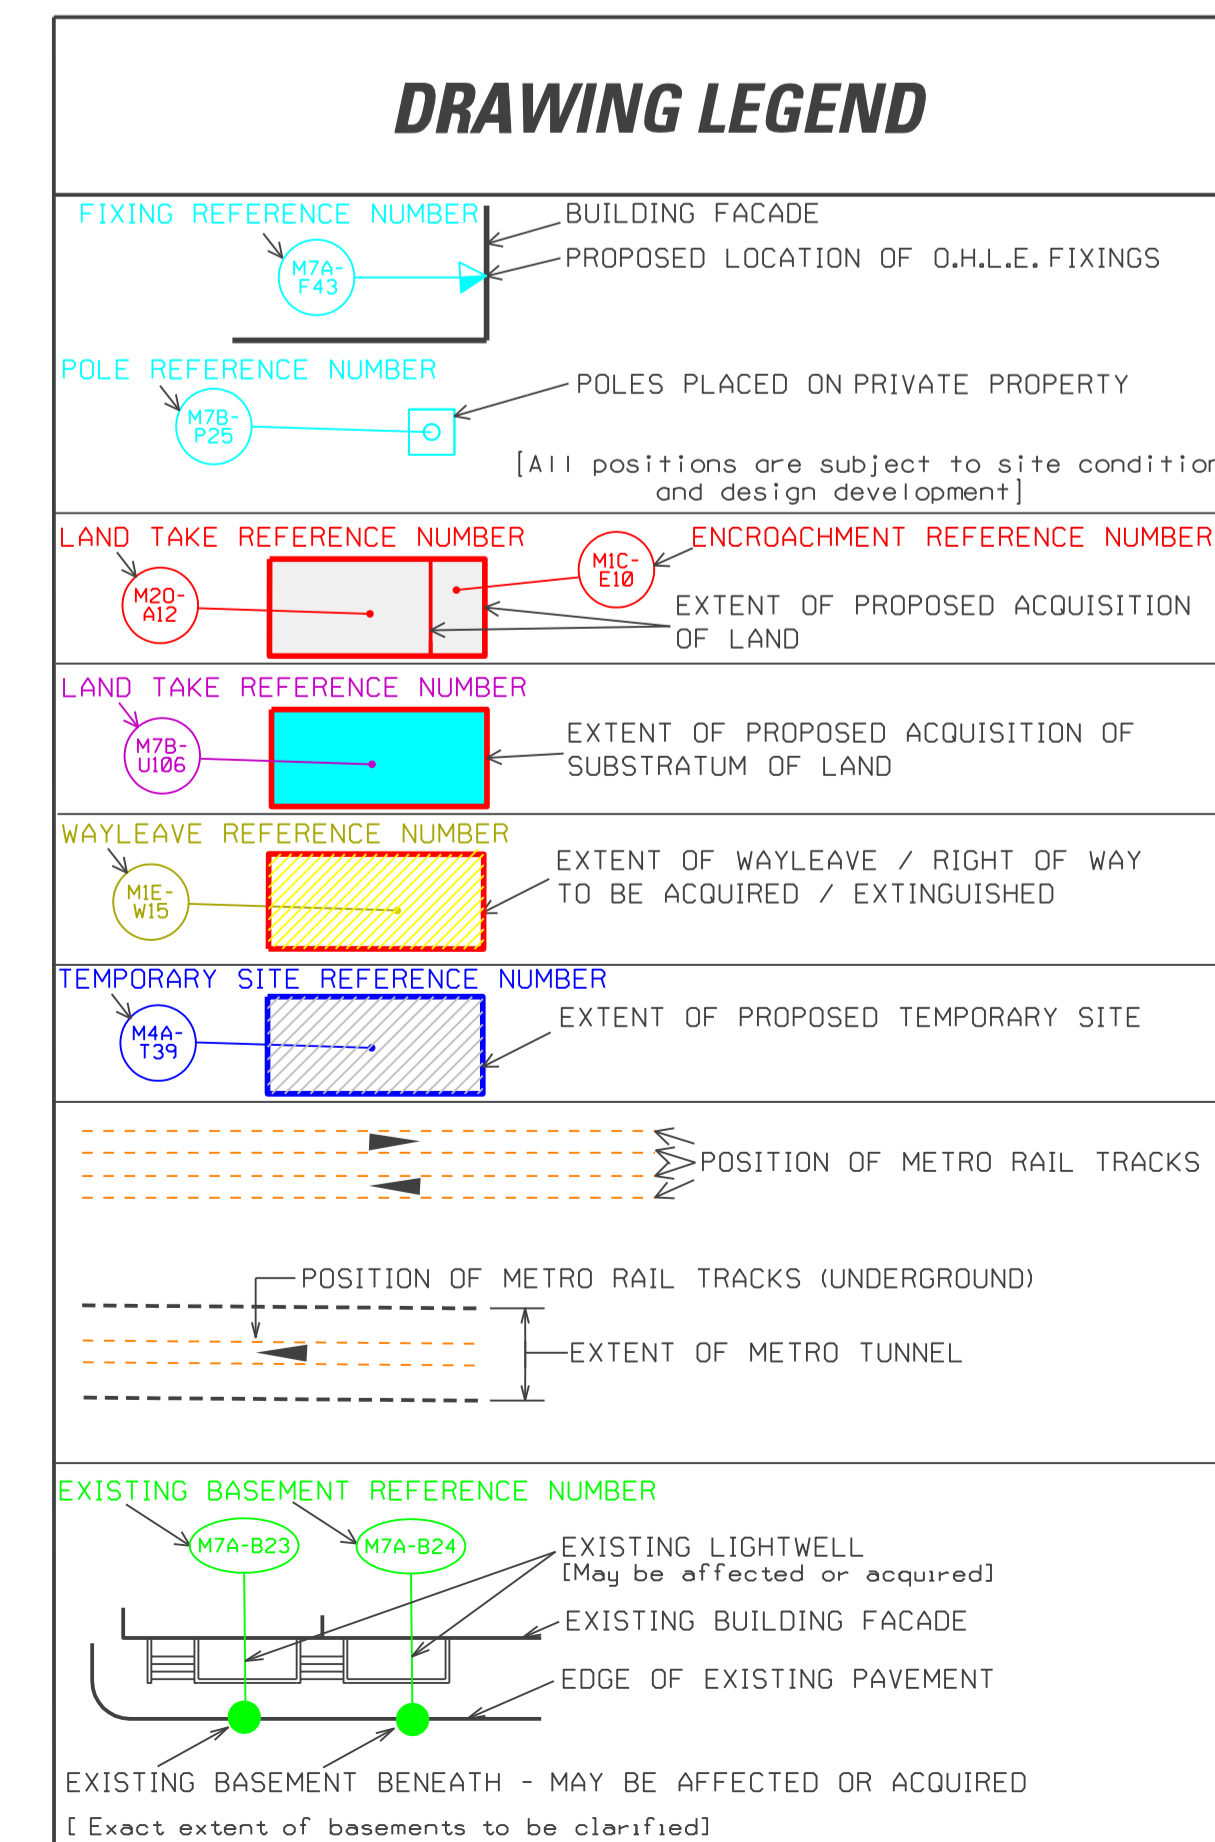 DRAWING LEGEND
FIXING REFERENCE NUMBER
BUILDING FACADE
M7A-
F43
PROPOSED LOCATION OF O.H.L.E. FIXINGS
POLE REFERENCE NUMBER
M7B-
P25
POLES PLACED ON PRIVATE PROPERTY
[All positions are subject to site condition
and design development]
LAND TAKE REFERENCE NUMBER
M20-
A12
M1C-
E10
ENCROACHMENT REFERENCE NUMBER
EXTENT OF PROPOSED ACQUISITION
OF LAND
LAND TAKE REFERENCE NUMBER
M7B-
U106
EXTENT OF PROPOSED ACQUISITION OF
SUBSTRATUM OF LAND
WAYLEAVE REFERENCE NUMBER
M1E-
W15
EXTENT OF WAYLEAVE / RIGHT OF WAY
TO BE ACQUIRED / EXTINGUISHED
TEMPORARY SITE REFERENCE NUMBER
M4A-
T39
EXTENT OF PROPOSED TEMPORARY SITE
POSITION OF METRO RAIL TRACKS
POSITION OF METRO RAIL TRACKS (UNDERGROUND)
EXTENT OF METRO TUNNEL
EXISTING BASEMENT REFERENCE NUMBER
M7A-B23
M7A-B24
EXISTING LIGHTWELL
[May be affected or acquired]
EXISTING BUILDING FACADE
EDGE OF EXISTING PAVEMENT
EXISTING BASEMENT BENEATH - MAY BE AFFECTED OR ACQUIRED
[ Exact extent of basements to be clarified]